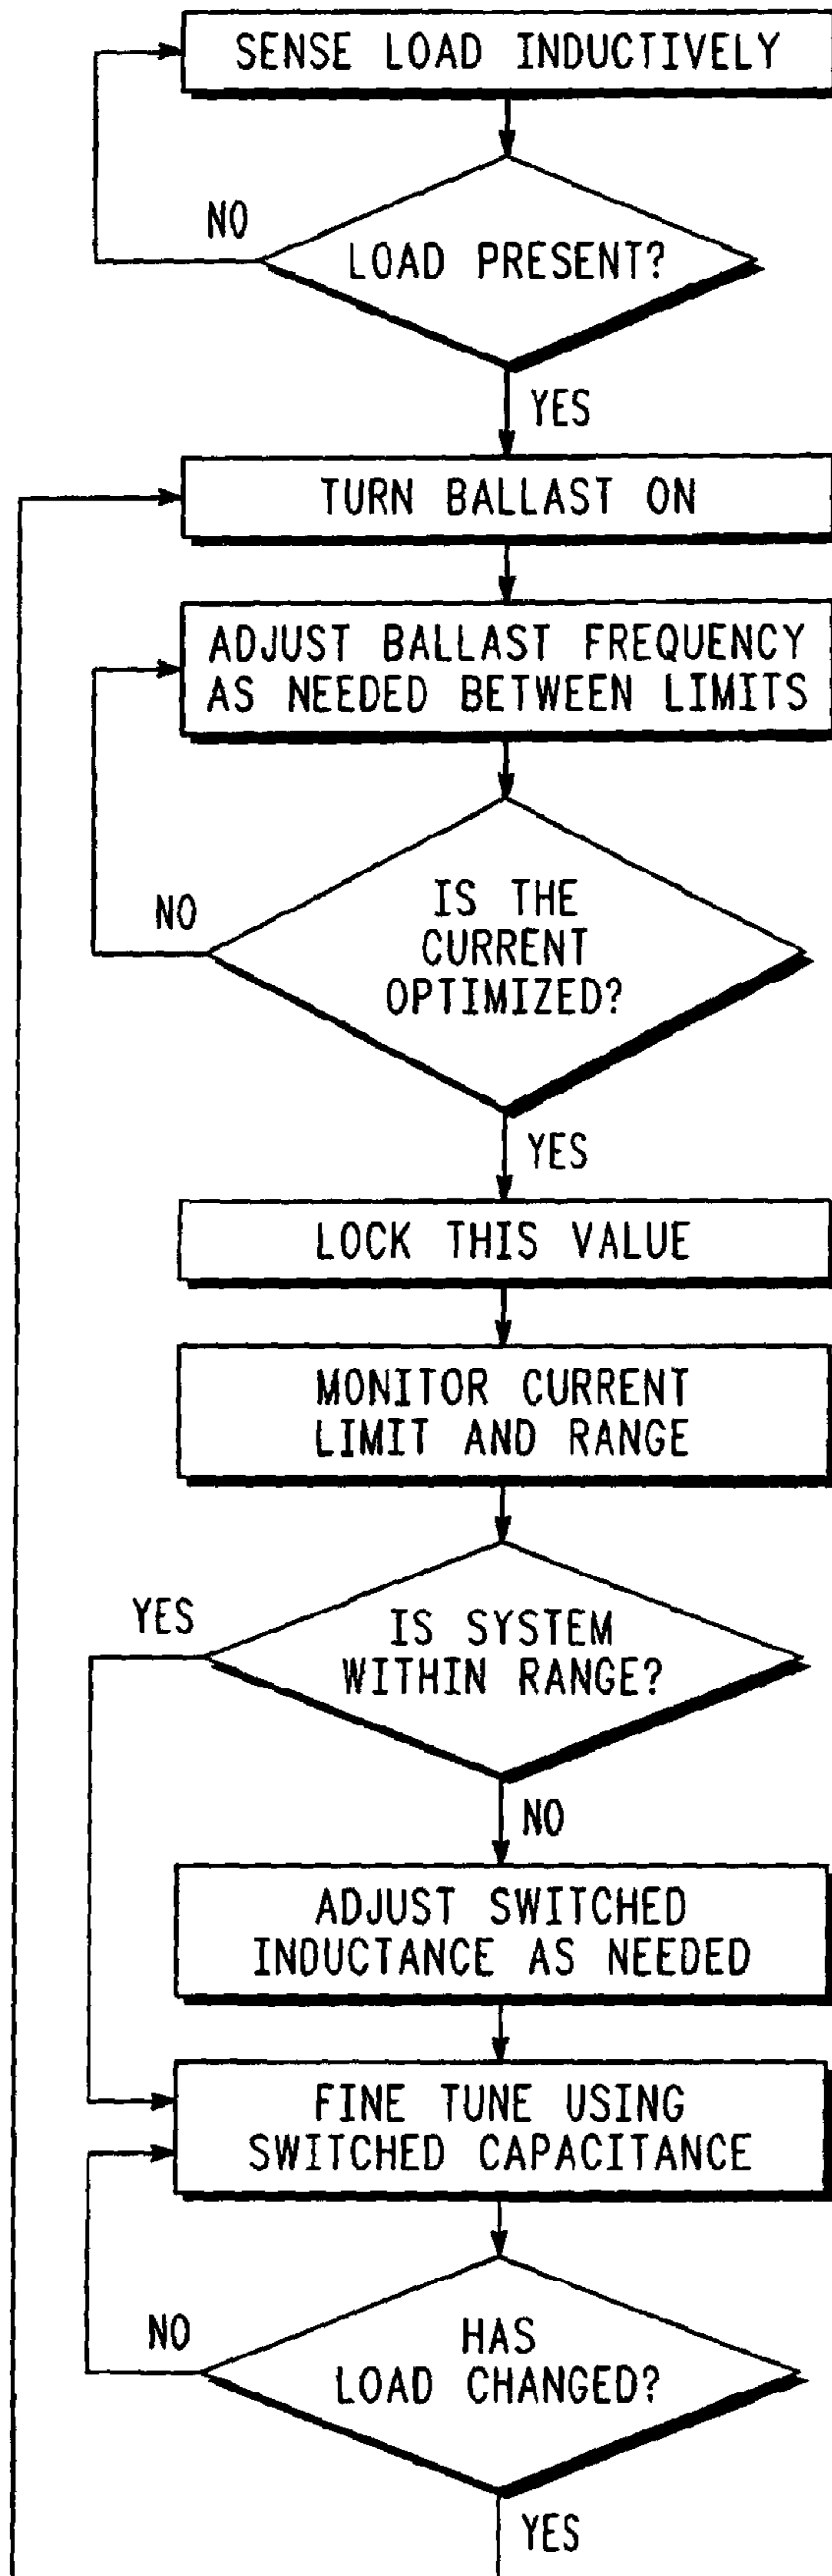 SENSE LOAD INDUCTIVELY
NO
LOAD PRESENT?
YES
TURN BALLAST ON
ADJUST BALLAST FREQUENCY
AS NEEDED BETWEEN LIMITS
NO
IS THE
CURRENT
OPTIMIZED?
YES
LOCK THIS VALUE
MONITOR CURRENT
LIMIT AND RANGE
YES
IS SYSTEM
WITHIN RANGE?
NO
ADJUST SWITCHED
INDUCTANCE AS NEEDED
FINE TUNE USING
SWITCHED CAPACITANCE
NO
HAS
LOAD CHANGED?
YES